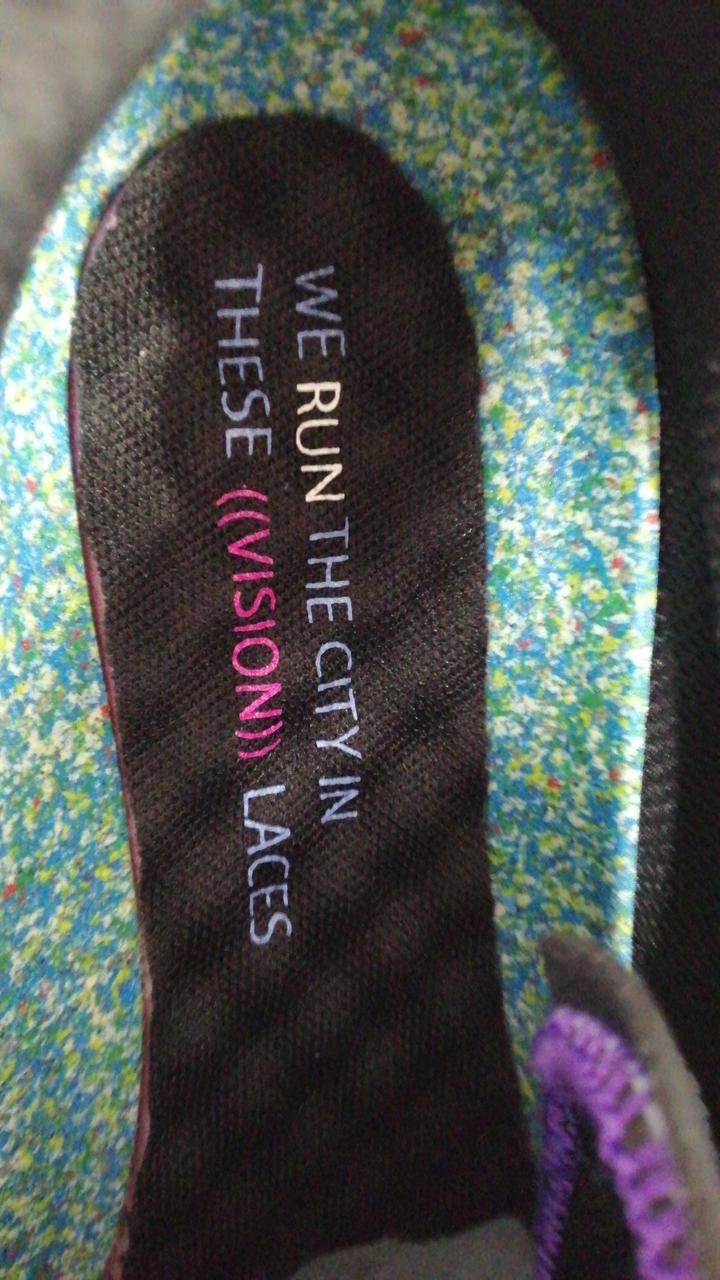 WE RUN THE CITY IN
THESE ((VISION)) LACES